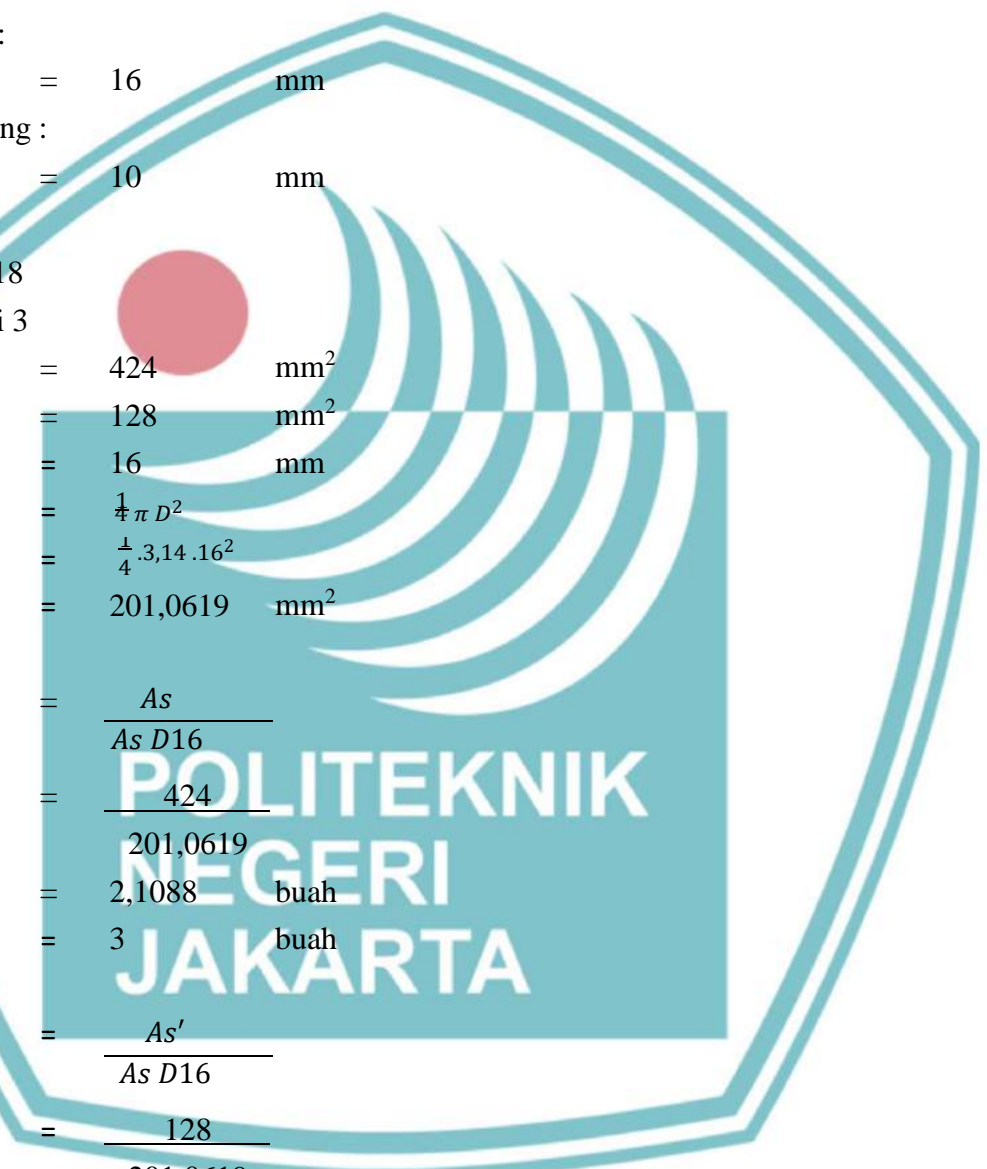 :
= 16 mm
ng :
= 10 mm
18
i 3
= 424 mm²
= 128 mm²
= 16 mm
= 1/4 π D²
= 1/4 .3,14 .16²
= 201,0619 mm²
= As
As D16
= 424
201,0619
= 2,1088 buah
= 3 buah
= As′
As D16
= 128
POLITEKNIK
NEGERI
JAKARTA